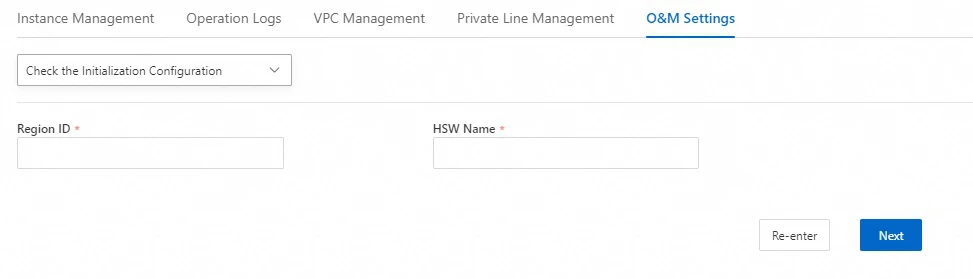 Instance Management Operation Logs VPC Management Private Line Management O&M Settings
Check the Initialization Configuration
Region ID * HSW Name *
Re-enter Next